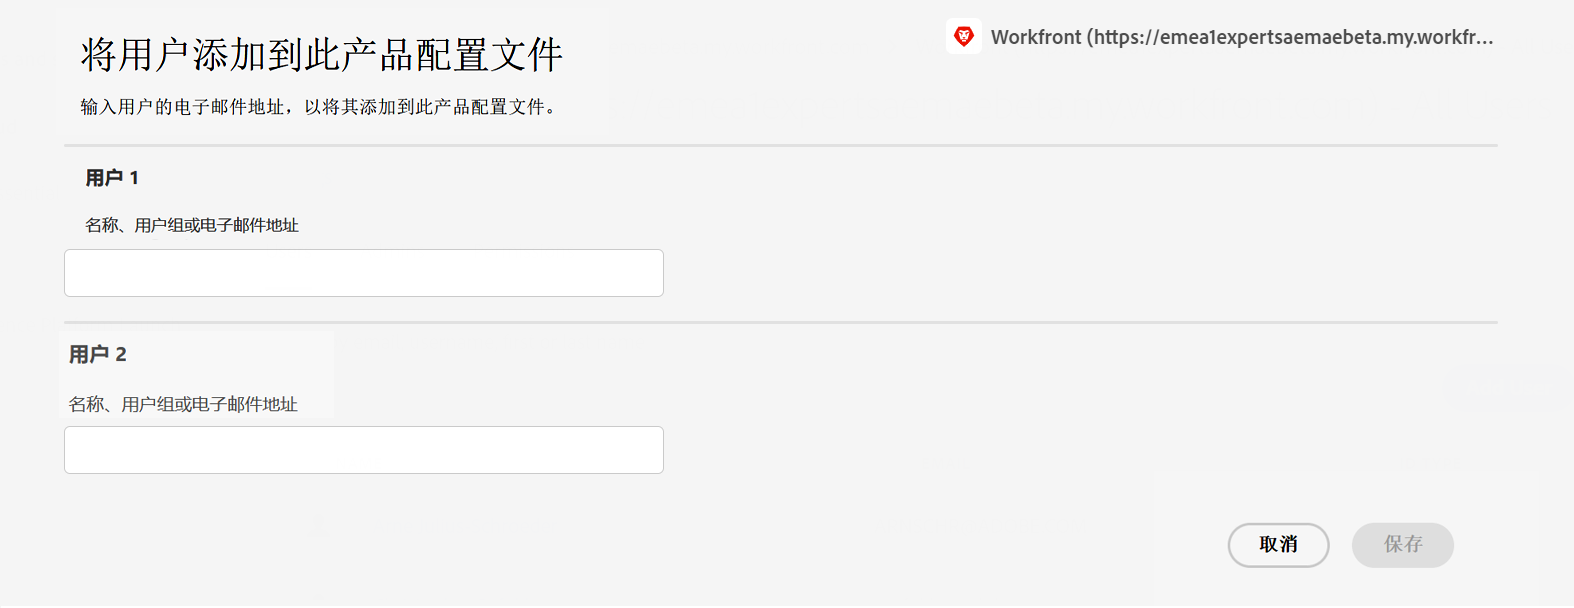 将用户添加到此产品配置文件
Workfront (https://emea1expertsaemaebeta.my.workfr...
输入用户的电子邮件地址，以将其添加到此产品配置文件。
用户 1
名称、用户组或电子邮件地址
用户 2
名称、用户组或电子邮件地址
取消
保存